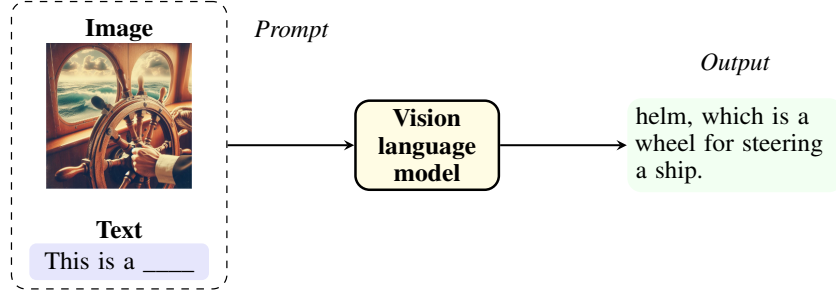 Image
Prompt
Text
This is a ____
Vision
language
model
Output
helm, which is a
wheel for steering
a ship.